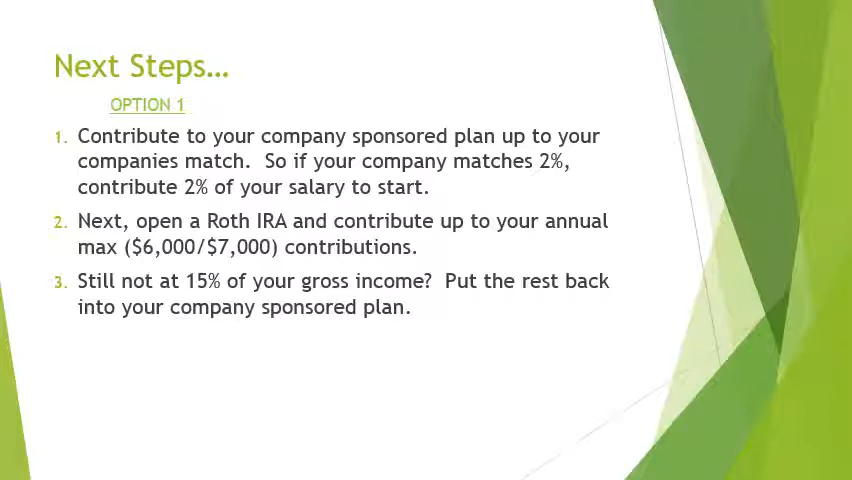 Next Steps…
OPTION 1
1. Contribute to your company sponsored plan up to your
companies match.  So if your company matches 2%,
contribute 2% of your salary to start.
2. Next, open a Roth IRA and contribute up to your annual
max ($6,000/$7,000) contributions.
3. Still not at 15% of your gross income?  Put the rest back
into your company sponsored plan.